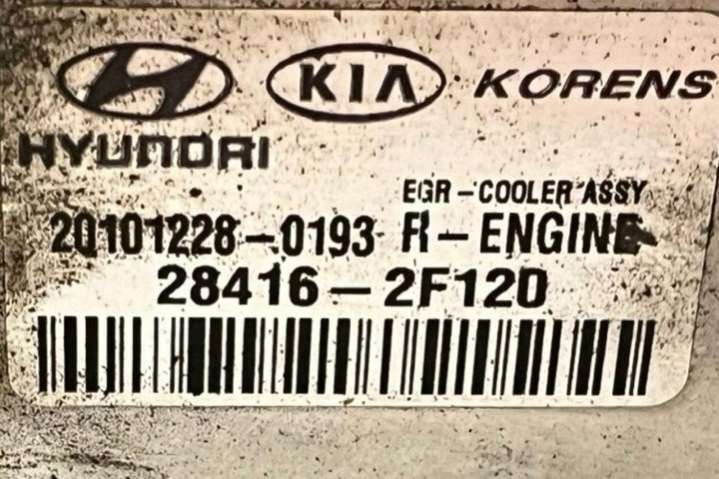 KIA KORENS
HYUNDAI
EGR-COOLER ASSY
20101228-0193 R-ENGINE
28416-2F120